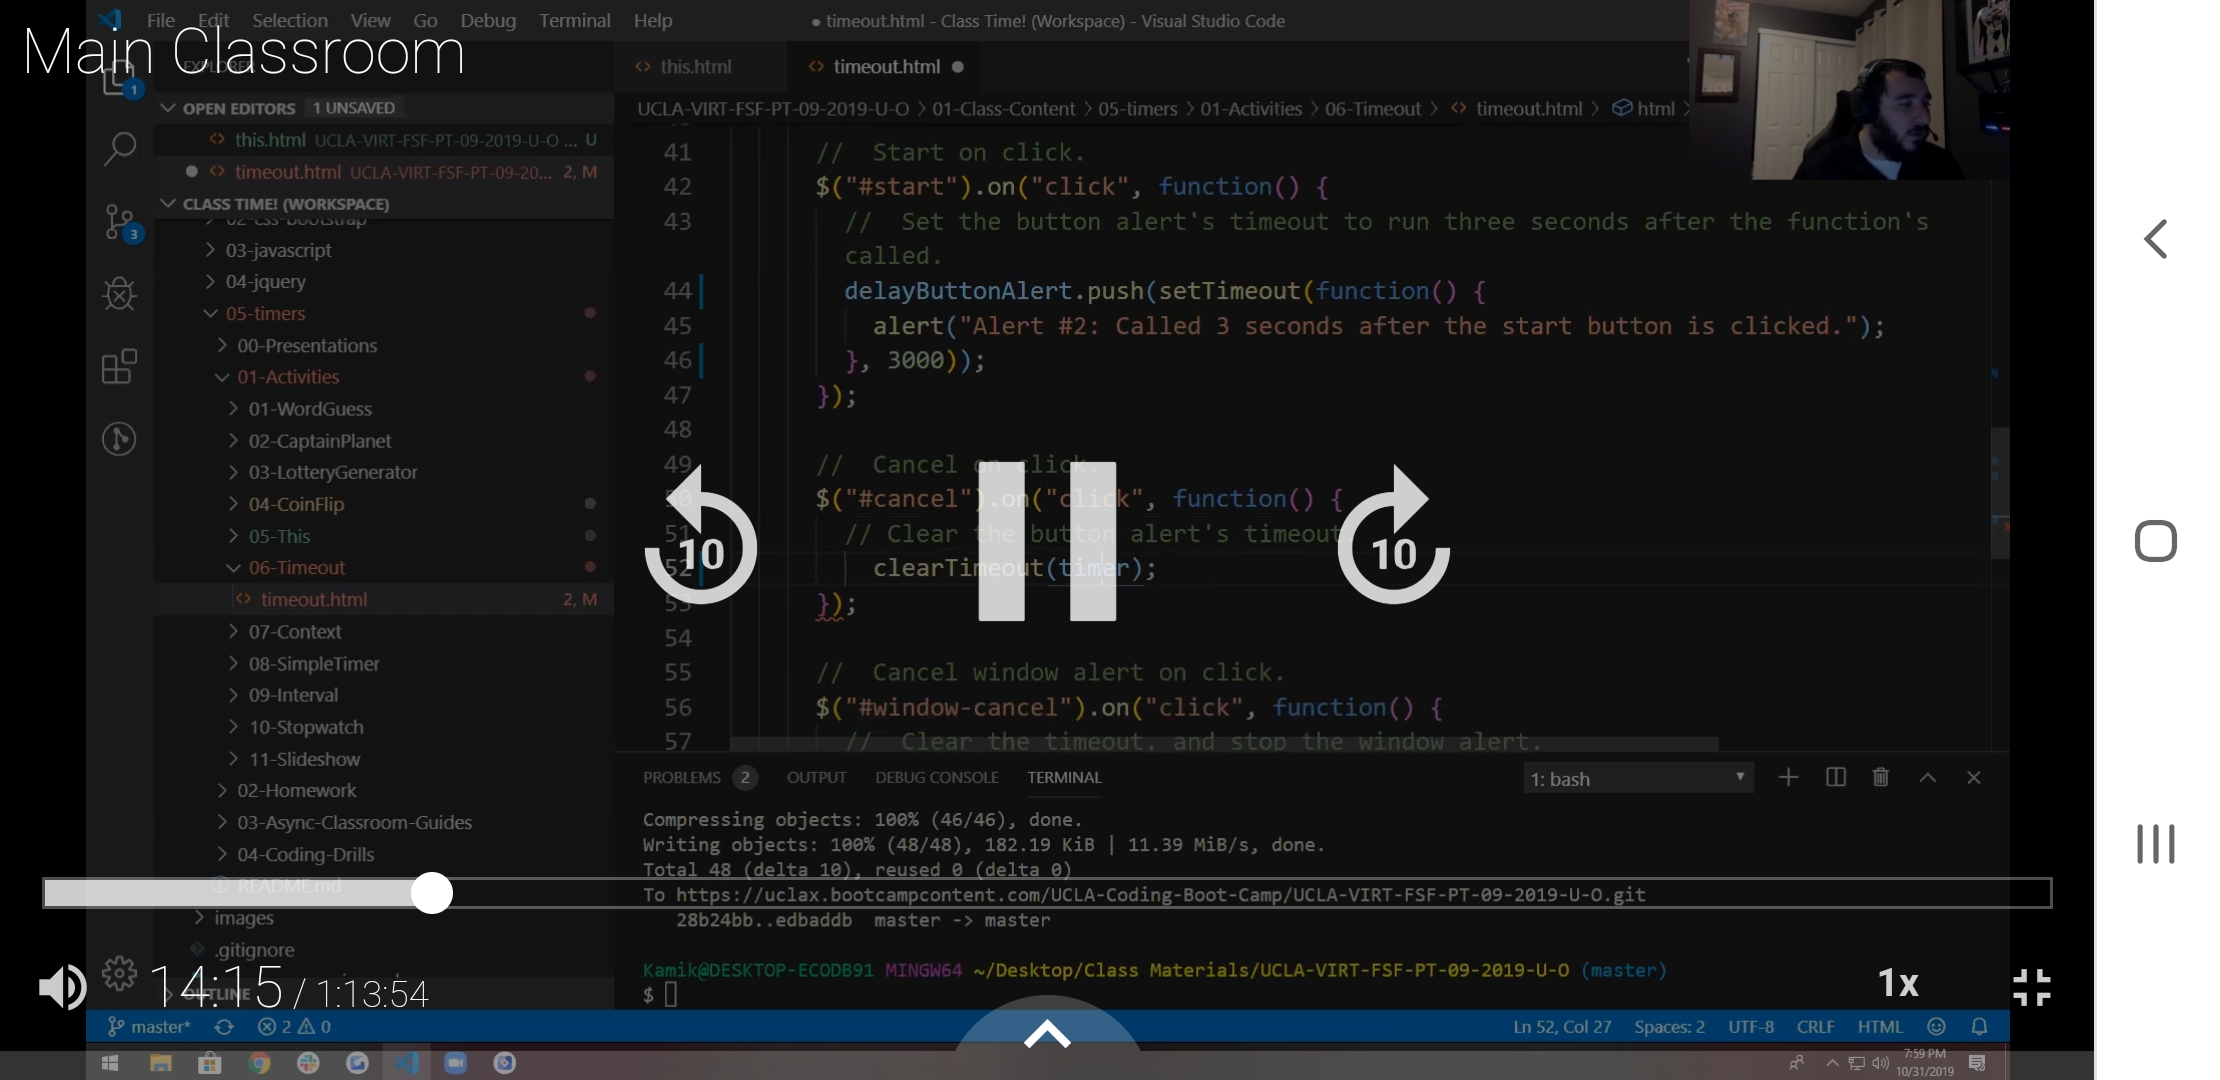 File Edit Selection View Go Debug Terminal Help
● timeout.html - Class Time! (Workspace) - Visual Studio Code
Main Classroom
EXPLORER
1
OPEN EDITORS 1 UNSAVED
this.html UCLA-VIRT-FSF-PT-09-2019-U-O ... U
timeout.html UCLA-VIRT-FSF-PT-09-20... 2, M
CLASS TIME! (WORKSPACE)
3
02-css-bootstrap
03-javascript
04-jquery
05-timers
00-Presentations
01-Activities
01-WordGuess
02-CaptainPlanet
03-LotteryGenerator
04-CoinFlip
05-This
06-Timeout
timeout.html 2, M
07-Context
08-SimpleTimer
09-Interval
10-Stopwatch
11-Slideshow
02-Homework
03-Async-Classroom-Guides
04-Coding-Drills
README.md
images
.gitignore
OUTLINE
this.html
timeout.html
UCLA-VIRT-FSF-PT-09-2019-U-O > 01-Class-Content > 05-timers > 01-Activities > 06-Timeout > timeout.html > html >
41 // Start on click.
42 $("#start").on("click", function() {
43 // Set the button alert's timeout to run three seconds after the function's
called.
44 delayButtonAlert.push(setTimeout(function() {
45 alert("Alert #2: Called 3 seconds after the start button is clicked.");
46 }, 3000));
47 });
48
49 // Cancel on click.
50 $("#cancel").on("click", function() {
51 // Clear the button alert's timeout
52 clearTimeout(timer);
53 });
54
55 // Cancel window alert on click.
56 $("#window-cancel").on("click", function() {
57 // Clear the timeout, and stop the window alert.
10
10
PROBLEMS 2 OUTPUT DEBUG CONSOLE TERMINAL
1: bash
Compressing objects: 100% (46/46), done.
Writing objects: 100% (48/48), 182.19 KiB | 11.39 MiB/s, done.
Total 48 (delta 10), reused 0 (delta 0)
To https://uclax.bootcampcontent.com/UCLA-Coding-Boot-Camp/UCLA-VIRT-FSF-PT-09-2019-U-O.git
28b24bb..edbaddb master -> master
Kamik@DESKTOP-ECODB91 MINGW64 ~/Desktop/Class Materials/UCLA-VIRT-FSF-PT-09-2019-U-O (master)
$
14:15 / 1:13:54
1x
master* 2 0
Ln 52, Col 27 Spaces: 2 UTF-8 CRLF HTML
7:59 PM
10/31/2019